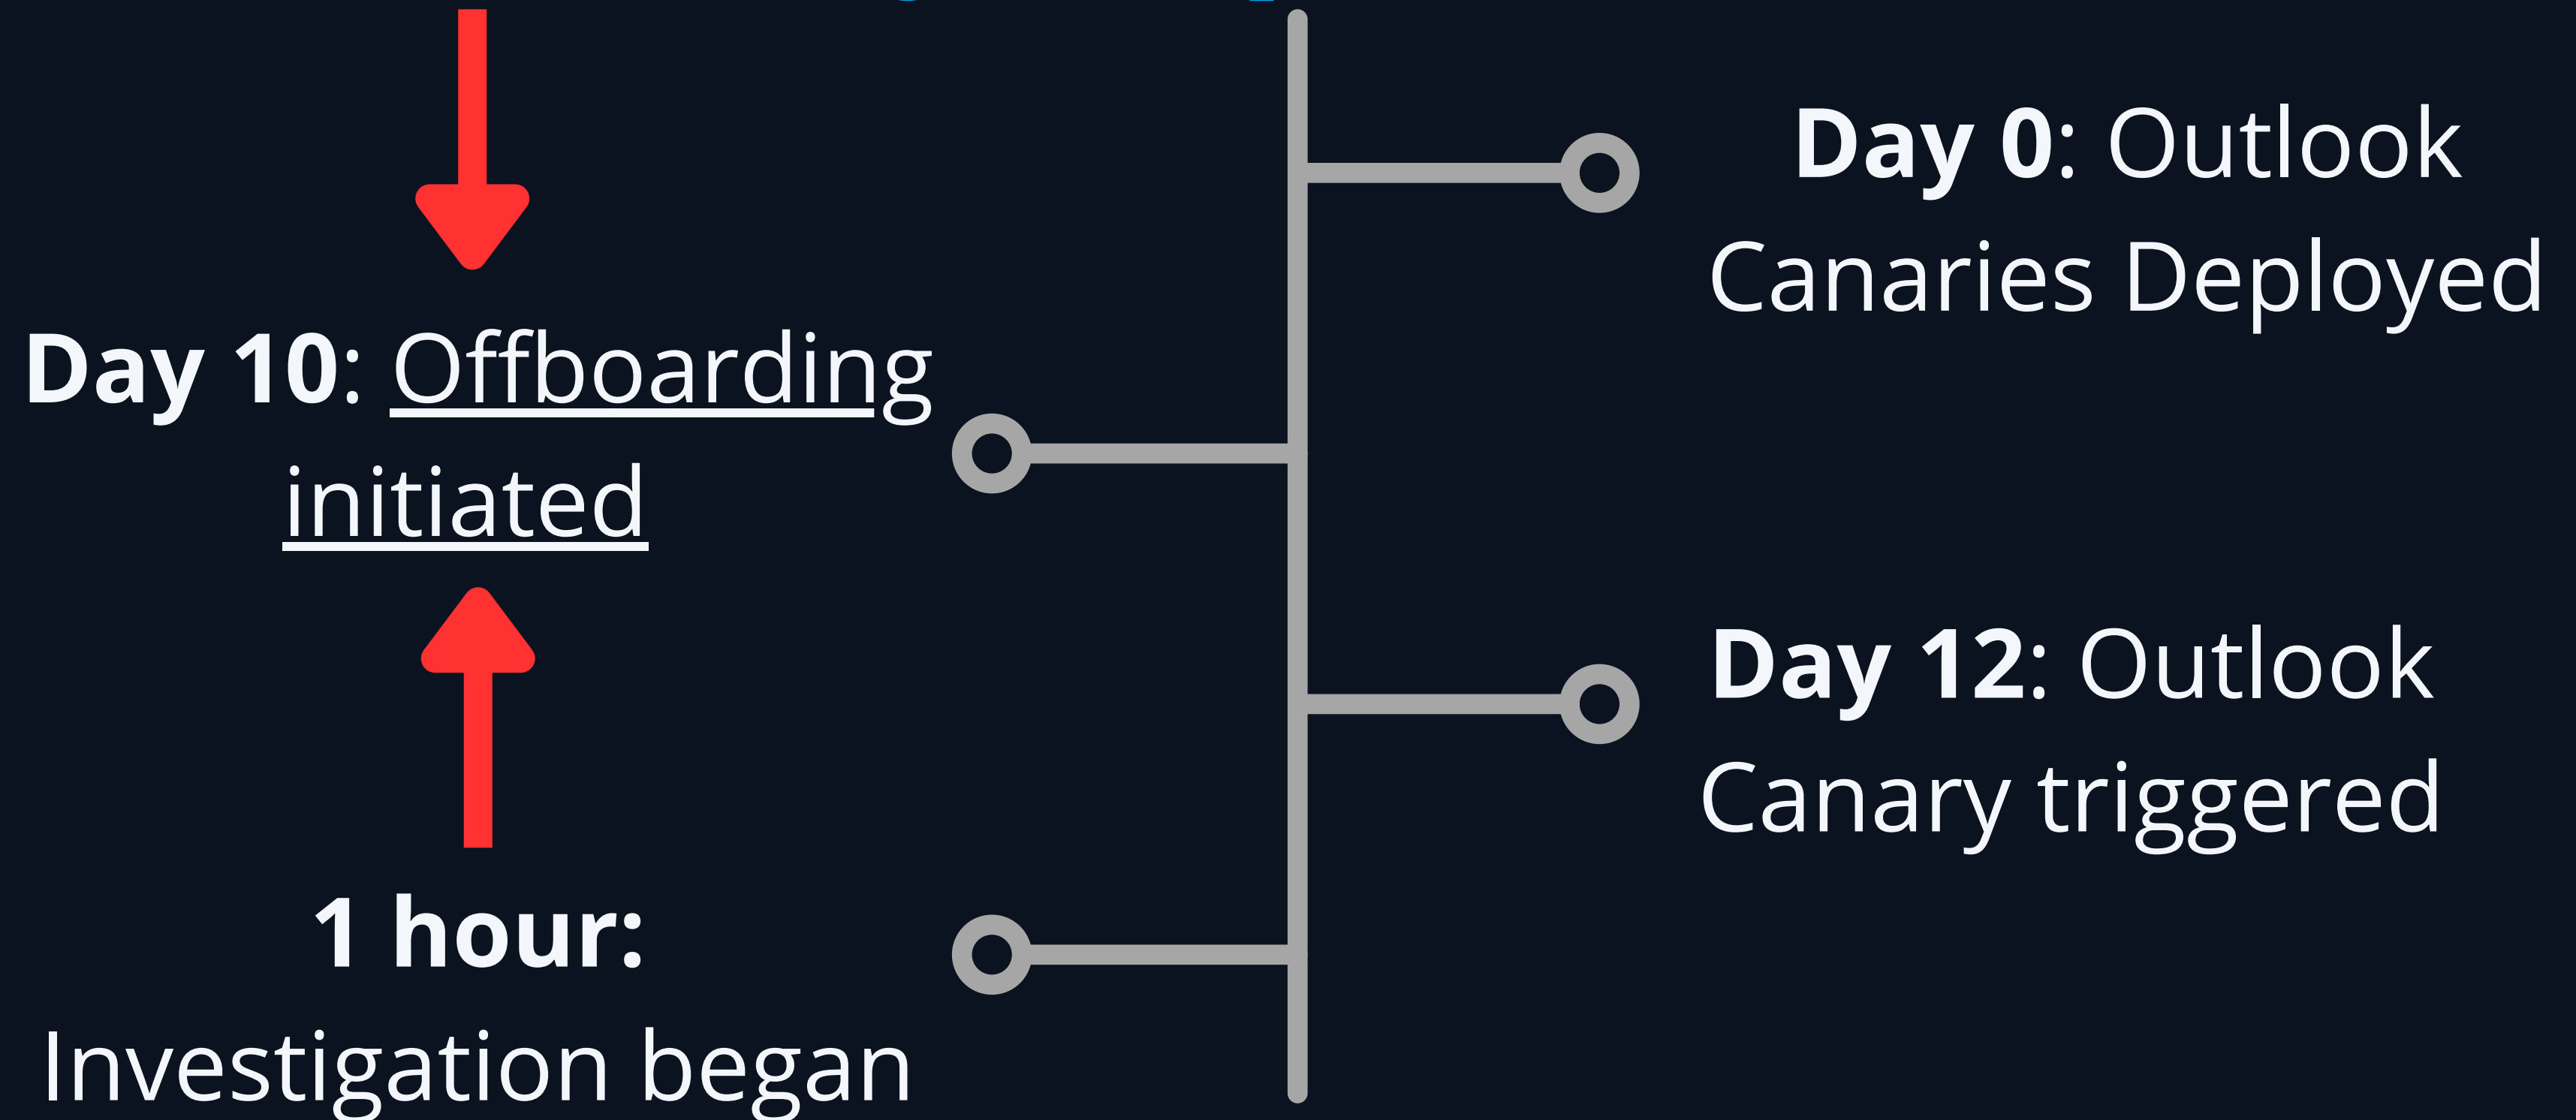 Day 0: Outlook
Canaries Deployed
Day 10: Offboarding
initiated
Day 12: Outlook
Canary triggered
1 hour:
Investigation began